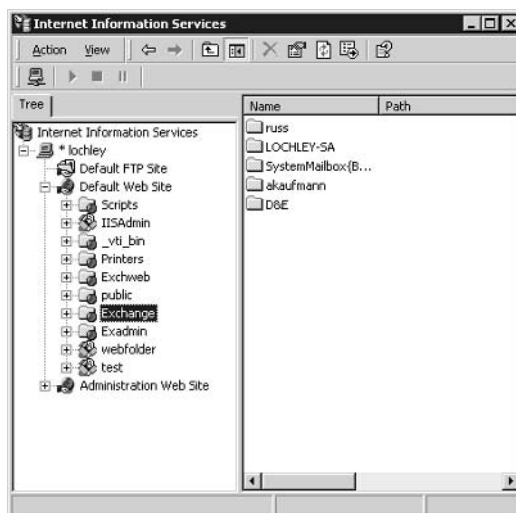 Internet Information Services
Action View
Tree
Name Path
Internet Information Services
* lochley
Default FTP Site
Default Web Site
Scripts
IISAdmin
_vti_bin
Printers
Exchweb
public
Exchange
Exadmin
webfolder
test
Administration Web Site
russ
LOCHLEY-SA
SystemMailbox{B...
akaufmann
D8E